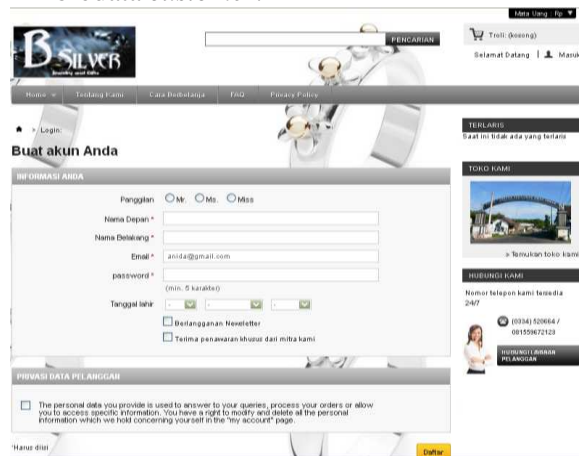 Mata Uang : Rp ▼
B SILVER
Jewelry and Gifts
PENCARIAN
Troli: (kosong)
Selamat Datang | Masuk
Home
Tentang Kami
Cara Berbelanja
FAQ
Privacy Policy
> Login:
Buat akun Anda
INFORMASI ANDA
Panggilan Mr. Ms. Miss
Nama Depan *
Nama Belakang *
Email * anida@gmail.com
password *
(min. 5 karakter)
Tanggal lahir - - -
Berlangganan Newsletter
Terima penawaran khusus dari mitra kami
PRIVASI DATA PELANGGAN
The personal data you provide is used to answer to your queries, process your orders or allow
you to access specific information. You have a right to modify and delete all the personal
information which we hold concerning yourself in the "my account" page.
*Harus diisi
Daftar
TERLARIS
Saat ini tidak ada yang terlaris
TOKO KAMI
» Temukan toko kami
HUBUNGI KAMI
Nomor telepon kami tersedia
24/7
(0334) 520664 /
081559672123
HUBUNGI LAYANAN
PELANGGAN